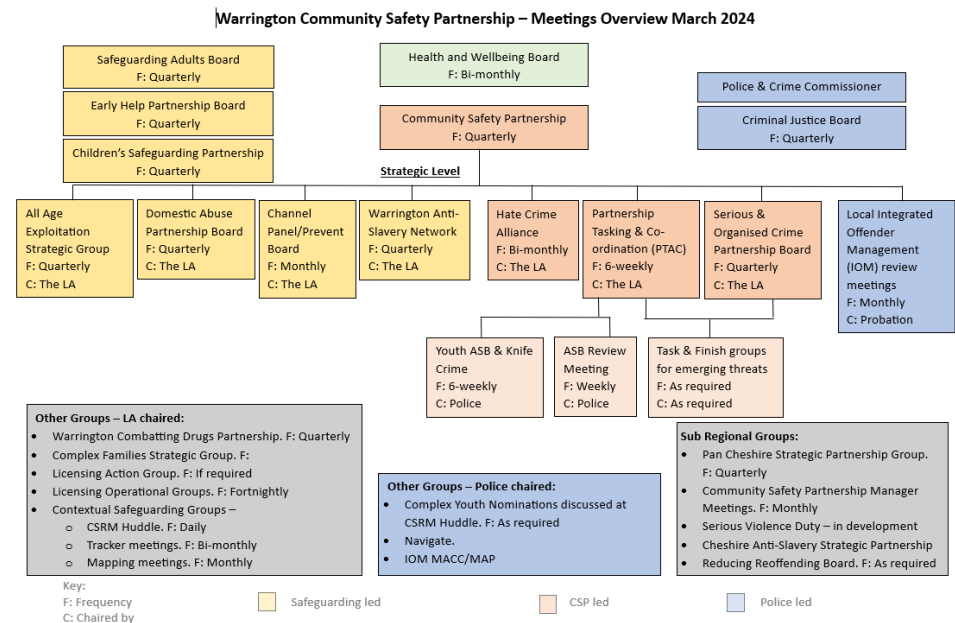 Warrington Community Safety Partnership – Meetings Overview March 2024
Safeguarding Adults Board
F: Quarterly
Early Help Partnership Board
F: Quarterly
Children's Safeguarding Partnership
F: Quarterly
Health and Wellbeing Board
F: Bi-monthly
Community Safety Partnership
F: Quarterly
Police & Crime Commissioner
Criminal Justice Board
F: Quarterly
Strategic Level
All Age
Exploitation
Strategic Group
F: Quarterly
C: The LA
Domestic Abuse
Partnership Board
F: Quarterly
C: The LA
Channel
Panel/Prevent
Board
F: Monthly
C: The LA
Warrington Anti-
Slavery Network
F: Quarterly
C: The LA
Hate Crime
Alliance
F: Bi-monthly
C: The LA
Partnership
Tasking & Co-
ordination (PTAC)
F: 6-weekly
C: The LA
Serious &
Organised Crime
Partnership Board
F: Quarterly
C: The LA
Local Integrated
Offender
Management
(IOM) review
meetings
F: Monthly
C: Probation
Youth ASB & Knife
Crime
F: 6-weekly
C: Police
ASB Review
Meeting
F: Weekly
C: Police
Task & Finish groups
for emerging threats
F: As required
C: As required
Other Groups – LA chaired:
• Warrington Combatting Drugs Partnership. F: Quarterly
• Complex Families Strategic Group. F:
• Licensing Action Group. F: If required
• Licensing Operational Groups. F: Fortnightly
• Contextual Safeguarding Groups –
o CSRM Huddle. F: Daily
o Tracker meetings. F: Bi-monthly
o Mapping meetings. F: Monthly
Other Groups – Police chaired:
• Complex Youth Nominations discussed at
CSRM Huddle. F: As required
• Navigate.
• IOM MACC/MAP
Sub Regional Groups:
• Pan Cheshire Strategic Partnership Group.
F: Quarterly
• Community Safety Partnership Manager
Meetings. F: Monthly
• Serious Violence Duty – in development
• Cheshire Anti-Slavery Strategic Partnership
• Reducing Reoffending Board. F: As required
Key:
F: Frequency
C: Chaired by
Safeguarding led
CSP led
Police led